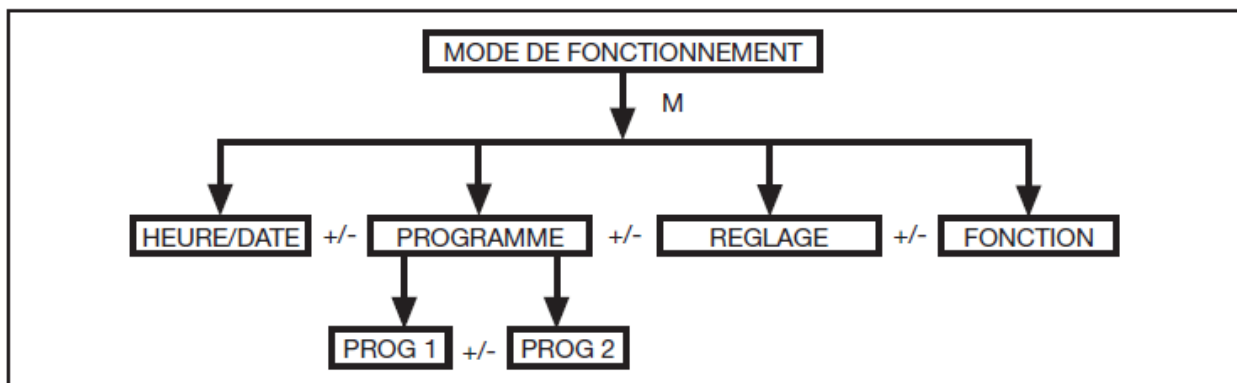 MODE DE FONCTIONNEMENT
M
HEURE/DATE +/- PROGRAMME +/- REGLAGE +/- FONCTION
PROG 1 +/- PROG 2